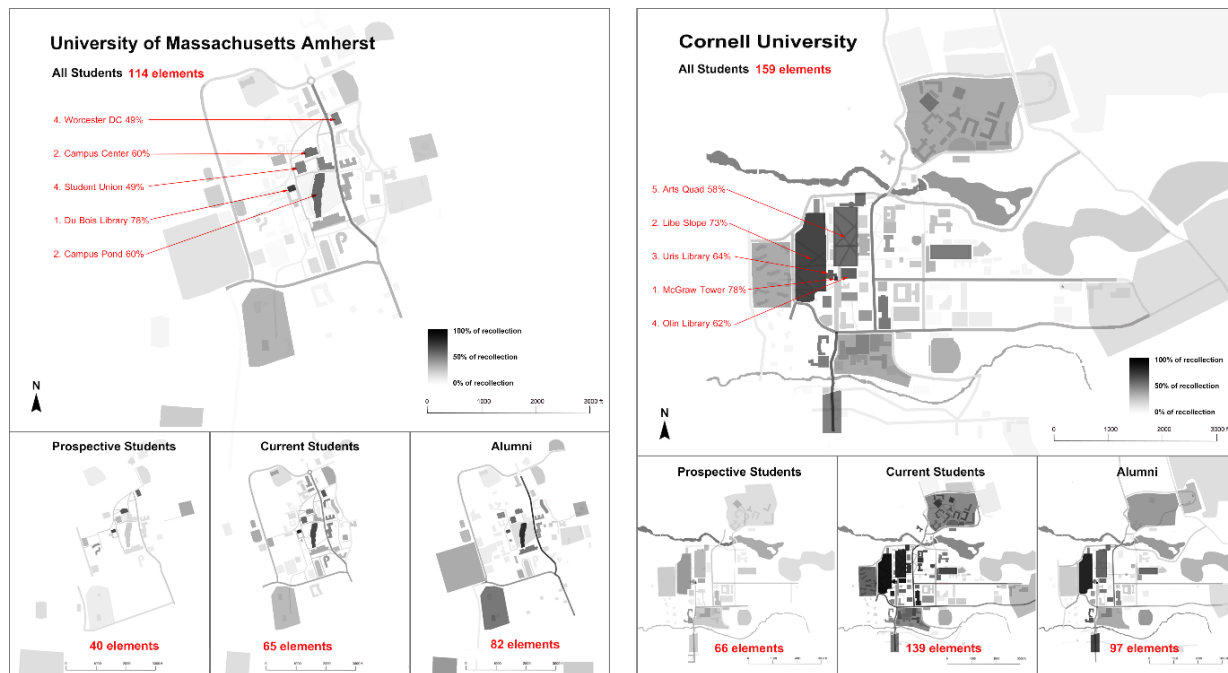 University of Massachusetts Amherst
All Students 114 elements
4. Worcester DC 49%
2. Campus Center 60%
4. Student Union 49%
1. Du Bois Library 78%
2. Campus Pond 60%
100% of recollection
50% of recollection
0% of recollection
N
0 1000 2000 3000 ft
Prospective Students
40 elements
Current Students
65 elements
Alumni
82 elements
Cornell University
All Students 159 elements
5. Arts Quad 58%
2. Libe Slope 73%
3. Uris Library 64%
1. McGraw Tower 78%
4. Olin Library 62%
100% of recollection
50% of recollection
0% of recollection
N
0 1000 2000 3000 ft
Prospective Students
66 elements
Current Students
139 elements
Alumni
97 elements